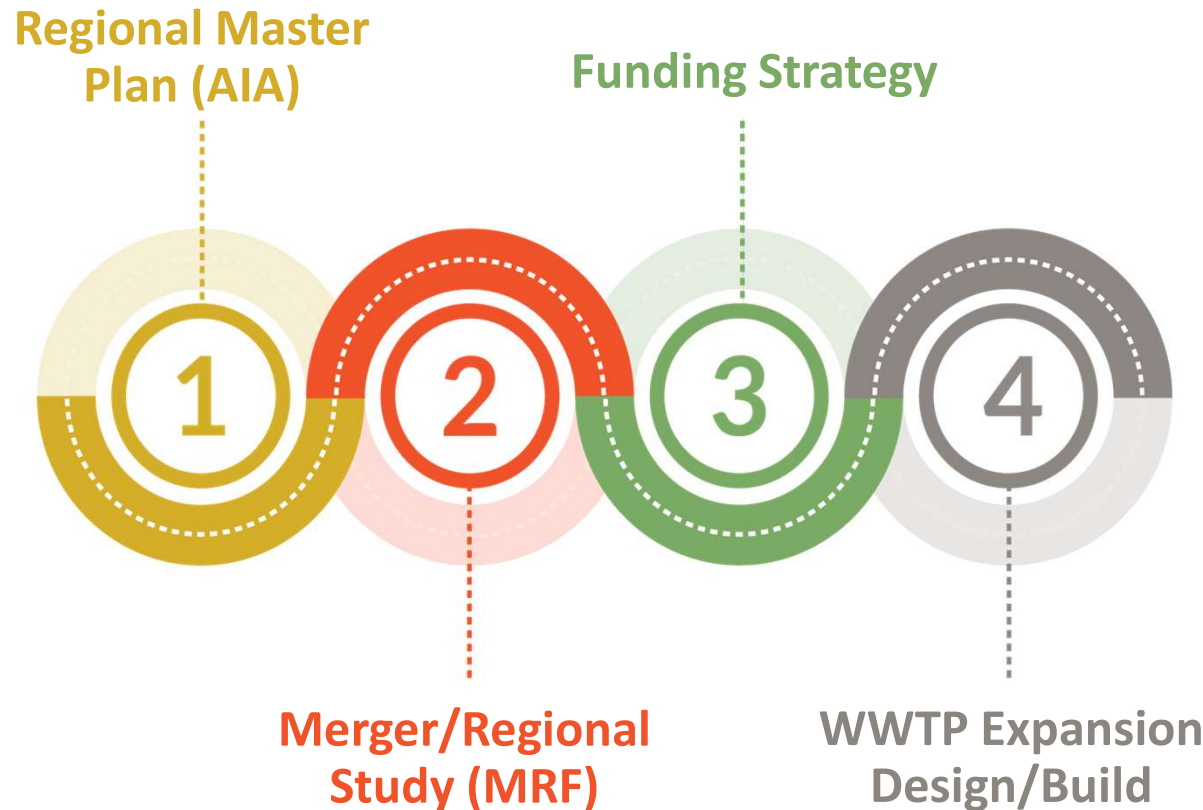 Regional Master
Plan (AIA)
Funding Strategy
1
2
3
4
Merger/Regional
Study (MRF)
WWTP Expansion
Design/Build